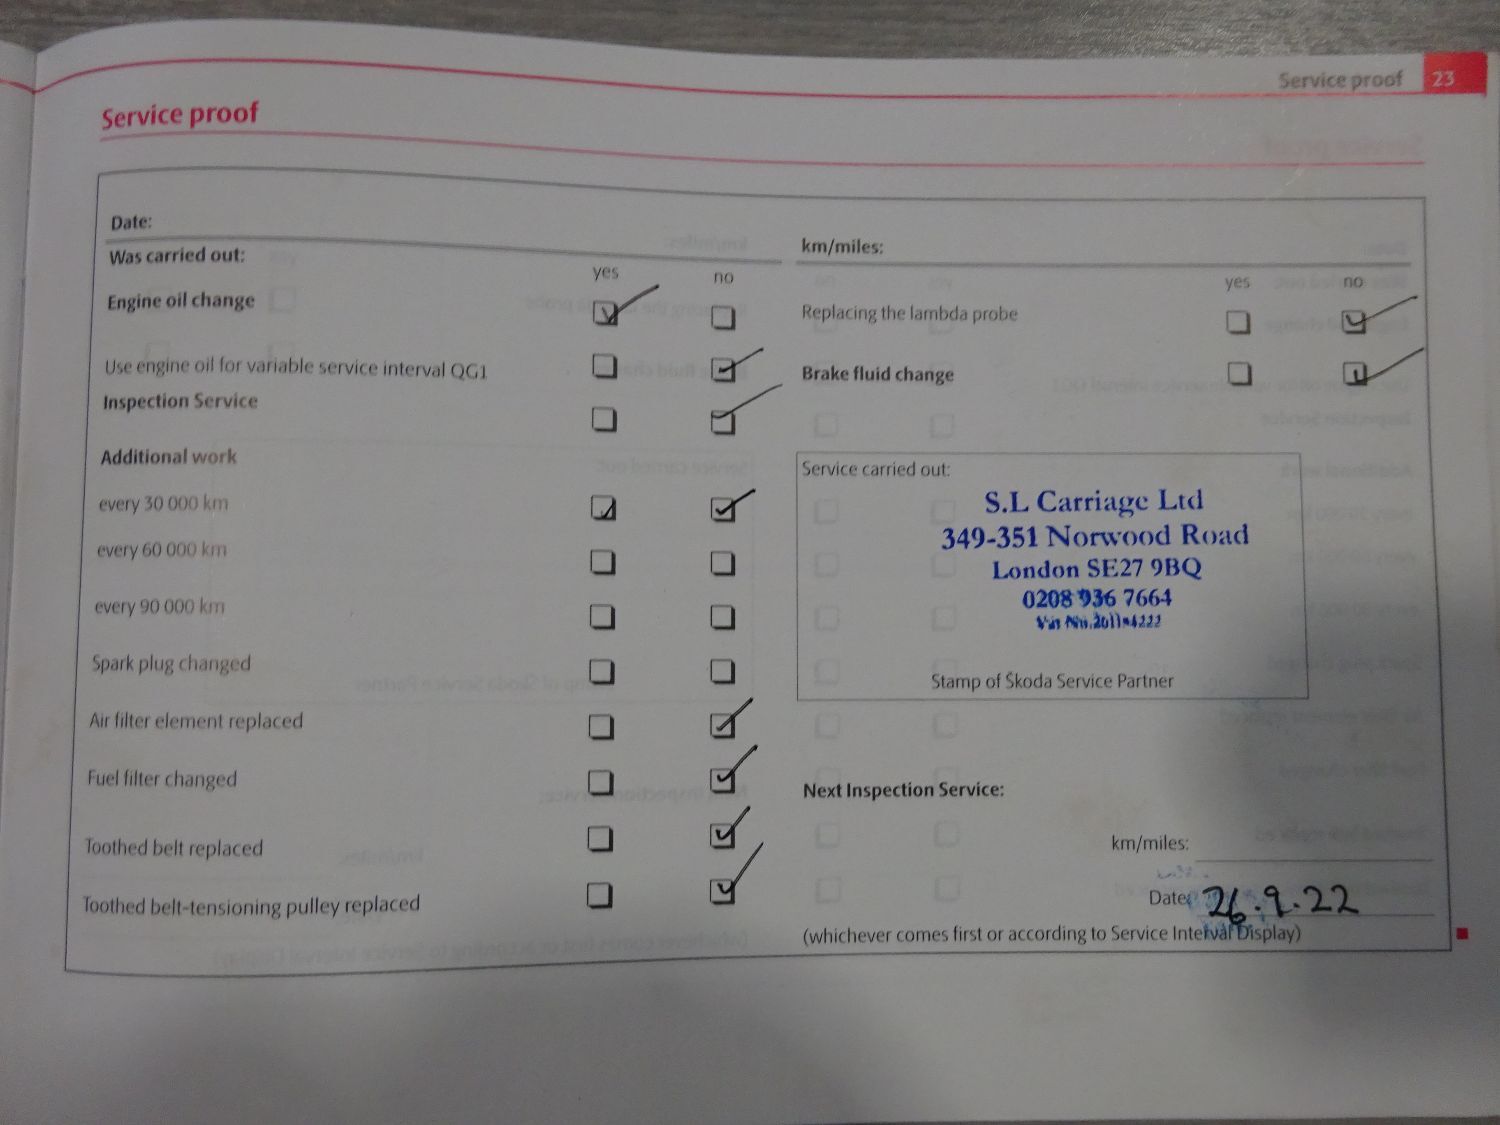 Service proof 23
Service proof
Date:
Was carried out:
yes no
Engine oil change
Use engine oil for variable service interval QG1
Inspection Service
Additional work
every 30 000 km
every 60 000 km
every 90 000 km
Spark plug changed
Air filter element replaced
Fuel filter changed
Toothed belt replaced
Toothed belt-tensioning pulley replaced
km/miles:
yes no
Replacing the lambda probe
Brake fluid change
Service carried out:
S.L Carriage Ltd
349-351 Norwood Road
London SE27 9BQ
0208 936 7664
Stamp of Škoda Service Partner
Next Inspection Service:
km/miles:
Date: 26.9.22
(whichever comes first or according to Service Interval Display)